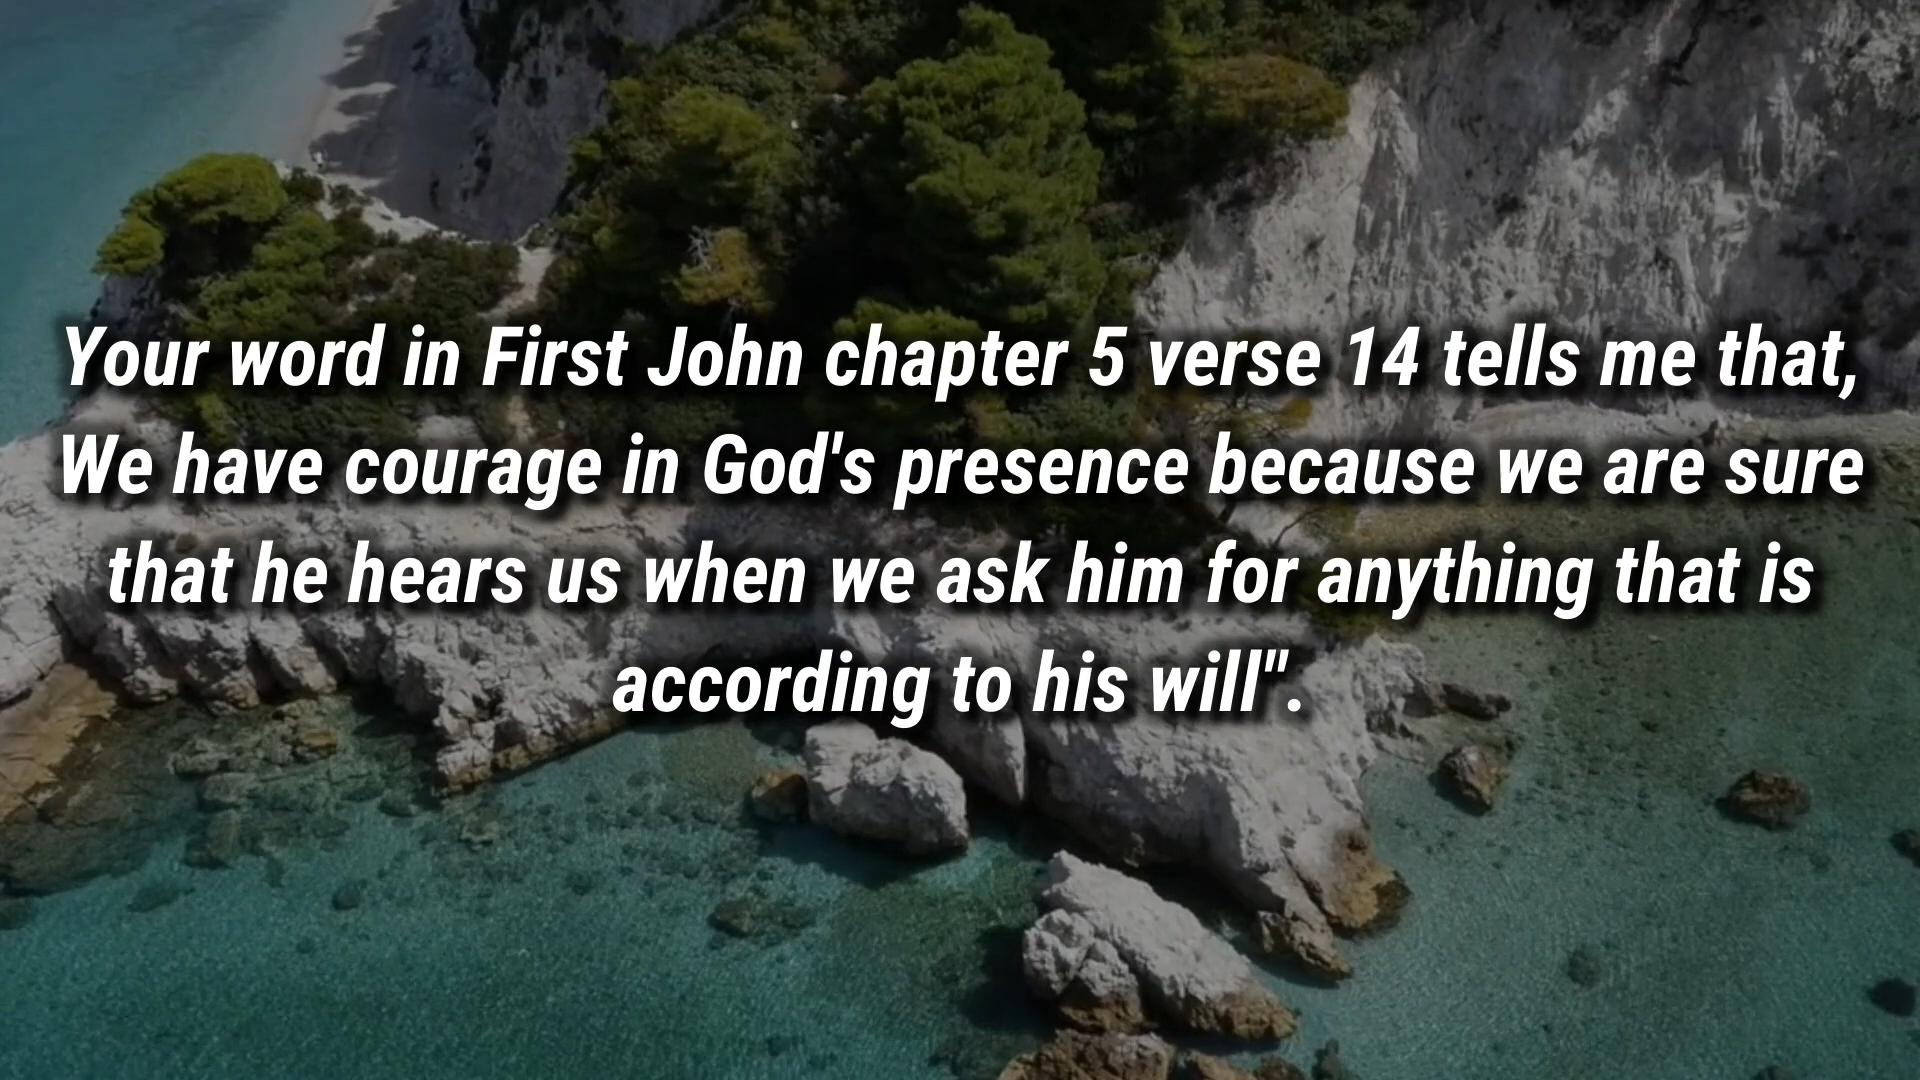 Your word in First John chapter 5 verse 14 tells me that,
We have courage in God's presence because we are sure
that he hears us when we ask him for anything that is
according to his will".